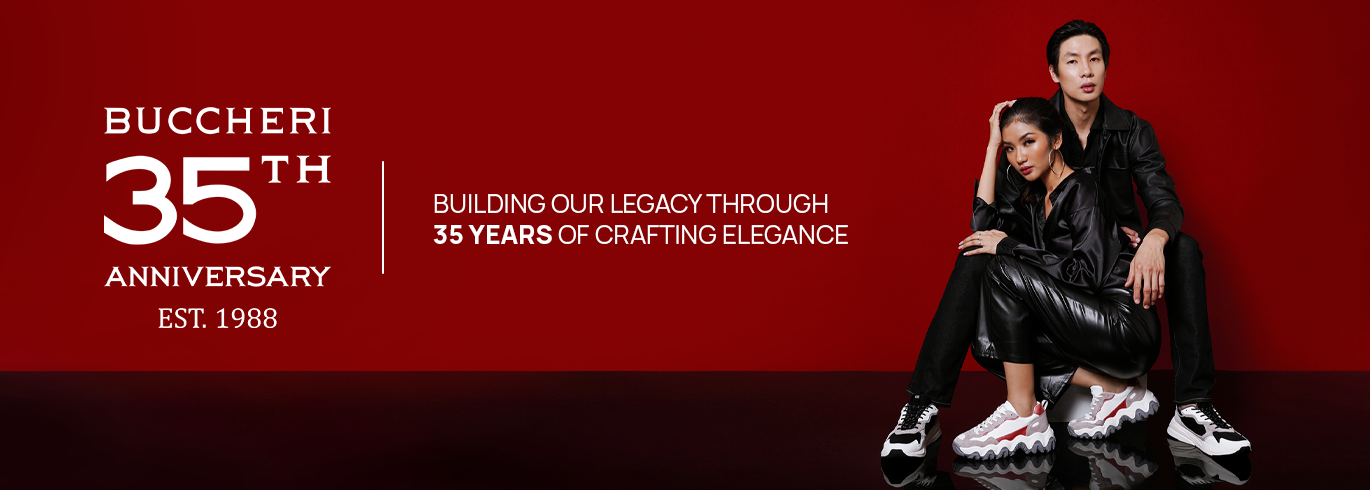 BUCCHERI
35TH
ANNIVERSARY
EST. 1988
BUILDING OUR LEGACY THROUGH
35 YEARS OF CRAFTING ELEGANCE